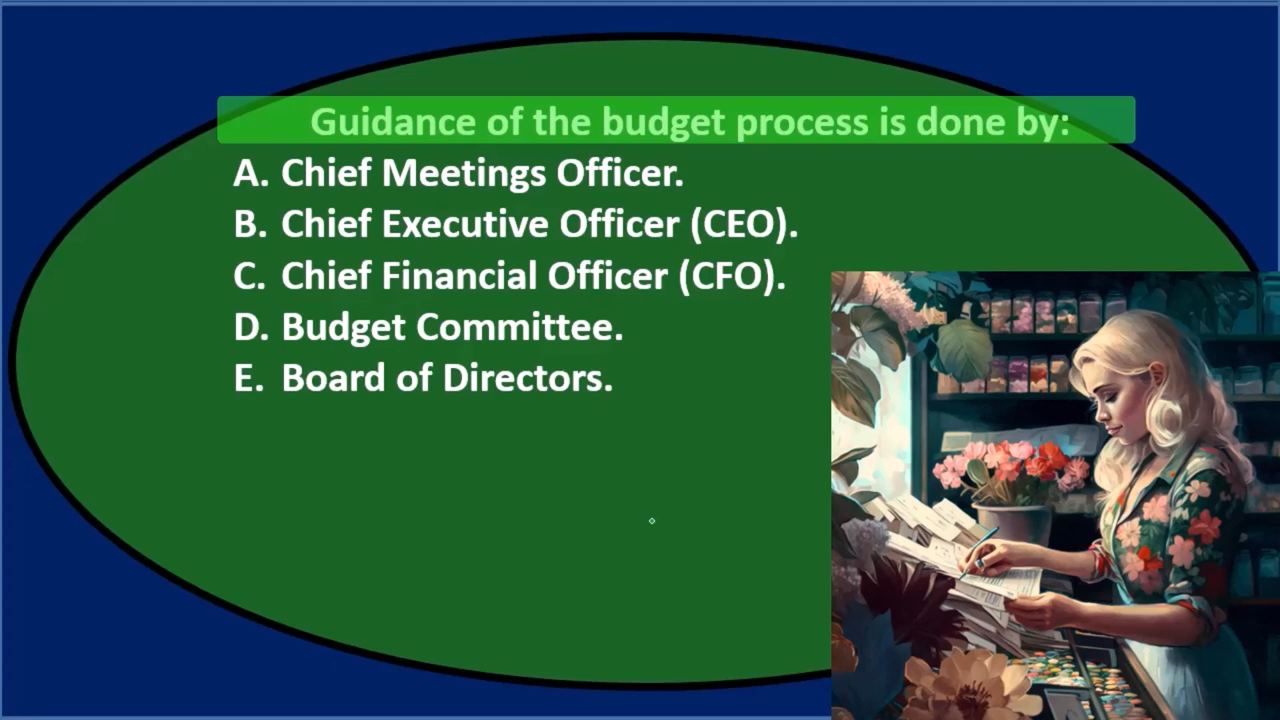 Guidance of the budget process is done by:
A. Chief Meetings Officer.
B. Chief Executive Officer (CEO).
C. Chief Financial Officer (CFO).
D. Budget Committee.
E. Board of Directors.